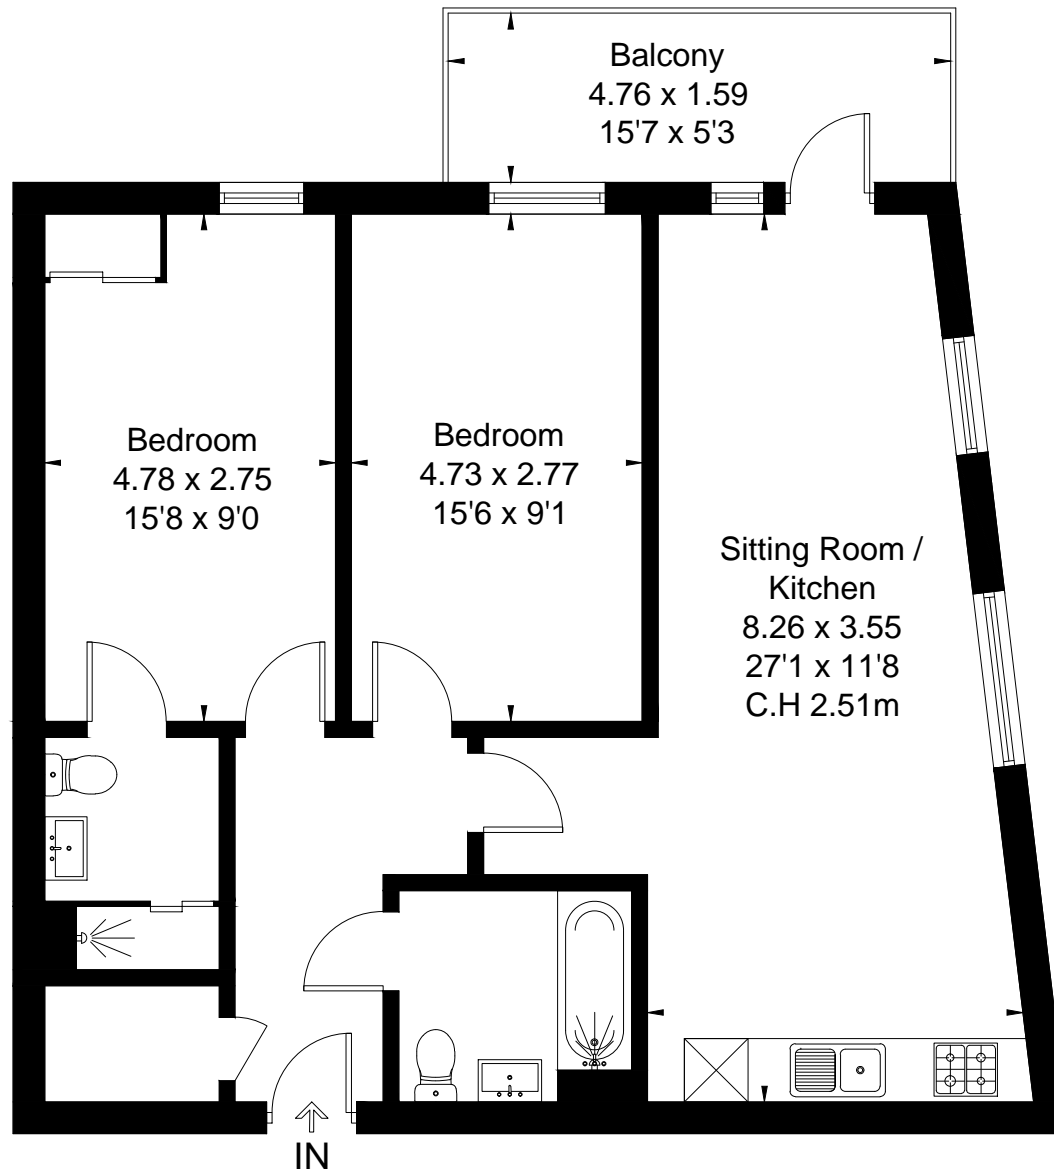 Balcony
4.76 x 1.59
15'7 x 5'3
Bedroom
4.78 x 2.75
15'8 x 9'0
Bedroom
4.73 x 2.77
15'6 x 9'1
Sitting Room /
Kitchen
8.26 x 3.55
27'1 x 11'8
C.H 2.51m
IN